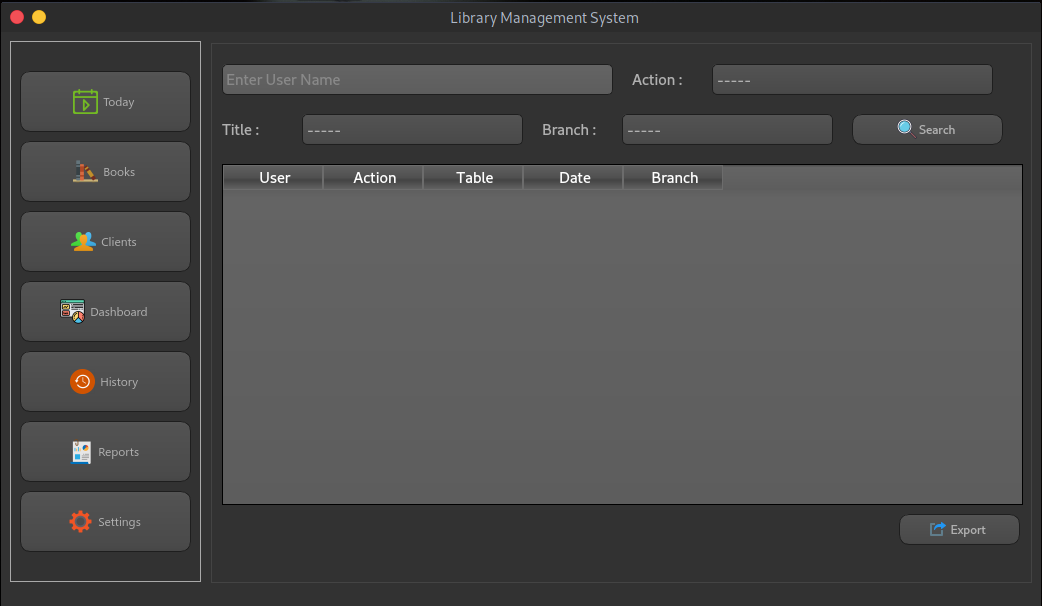 Library Management System
Today
Books
Clients
Dashboard
History
Reports
Settings
Enter User Name
Action :
-----
Title :
-----
Branch :
-----
Search
User
Action
Table
Date
Branch
Export